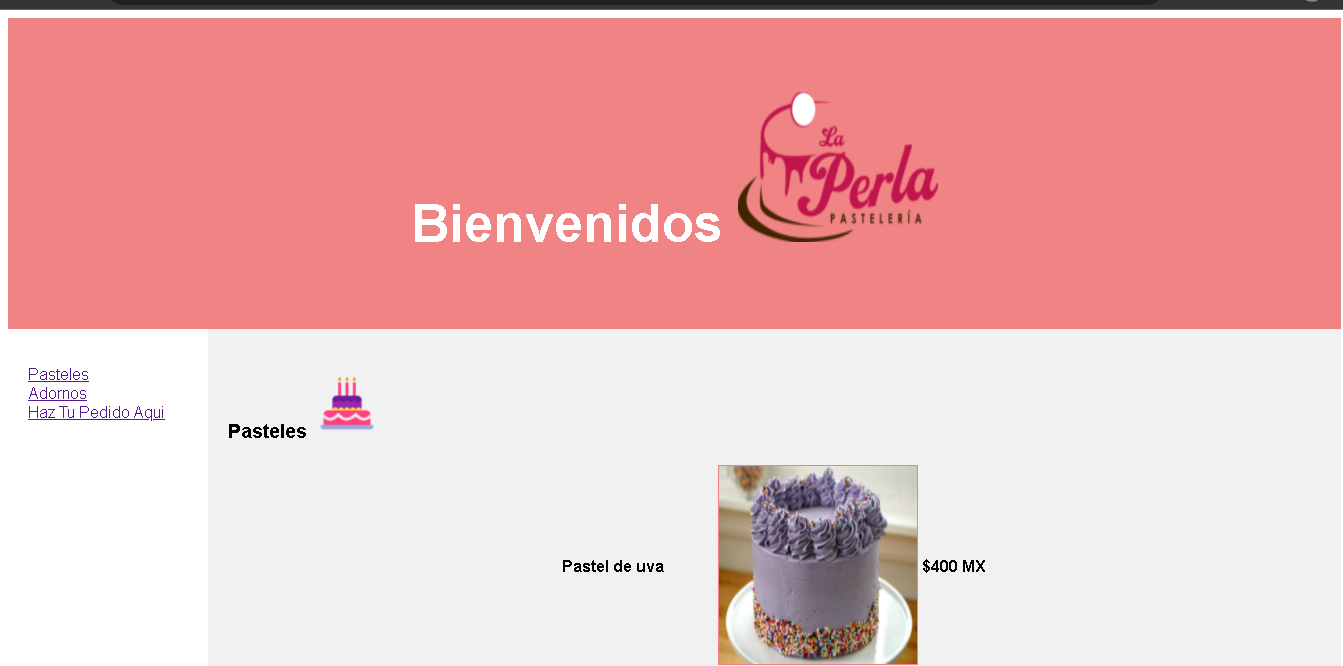 Bienvenidos
La
Perla
PASTELERÍA
Pasteles
Adornos
Haz Tu Pedido Aqui
Pasteles
Pastel de uva
$400 MX